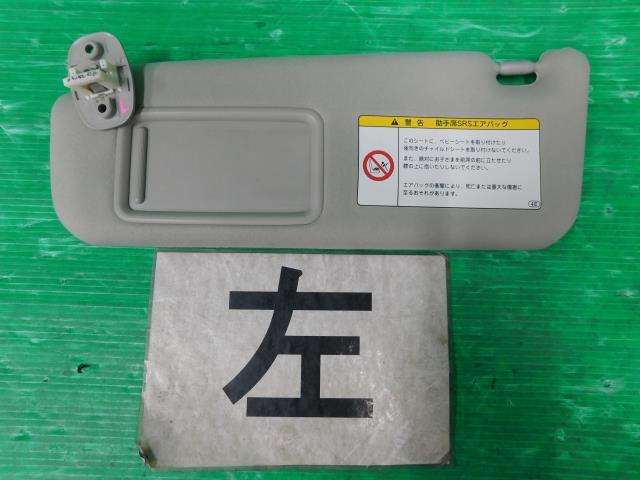 警告 助手席SRSエアバッグ
このシートに、ベビーシートを取り付けたり
後向きのチャイルドシートを取り付けないでください。
また、絶対にお子さまを前席の前に立たせたり
膝の上に抱いたりしないでください。
エアバッグの衝撃により、死亡または重大な傷害に
至るおそれがあります。
左